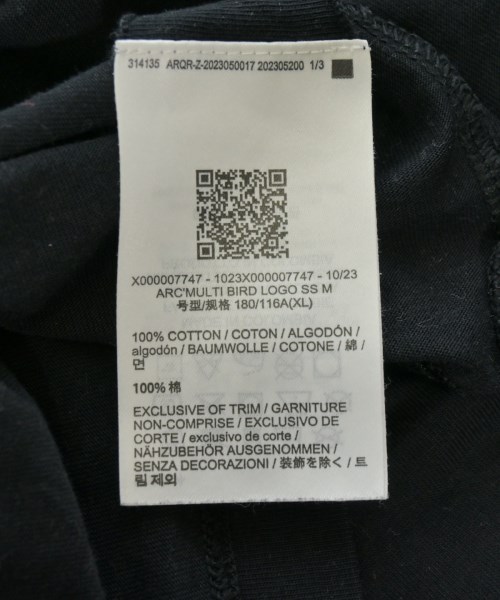 314135 ARQR-Z-2023050017 202305200 1/3
X000007747 - 1023X000007747 - 10/23
ARC'MULTI BIRD LOGO SS M
号型/规格 180/116A(XL)
100% COTTON / COTON / ALGODÓN /
algodón / BAUMWOLLE / COTONE / 綿 /
면
100% 棉
EXCLUSIVE OF TRIM / GARNITURE
NON-COMPRISE / EXCLUSIVO DE
CORTE / exclusivo de corte /
NÄHZUBEHÖR AUSGENOMMEN /
SENZA DECORAZIONI / 装飾を除く / 트
림 제외